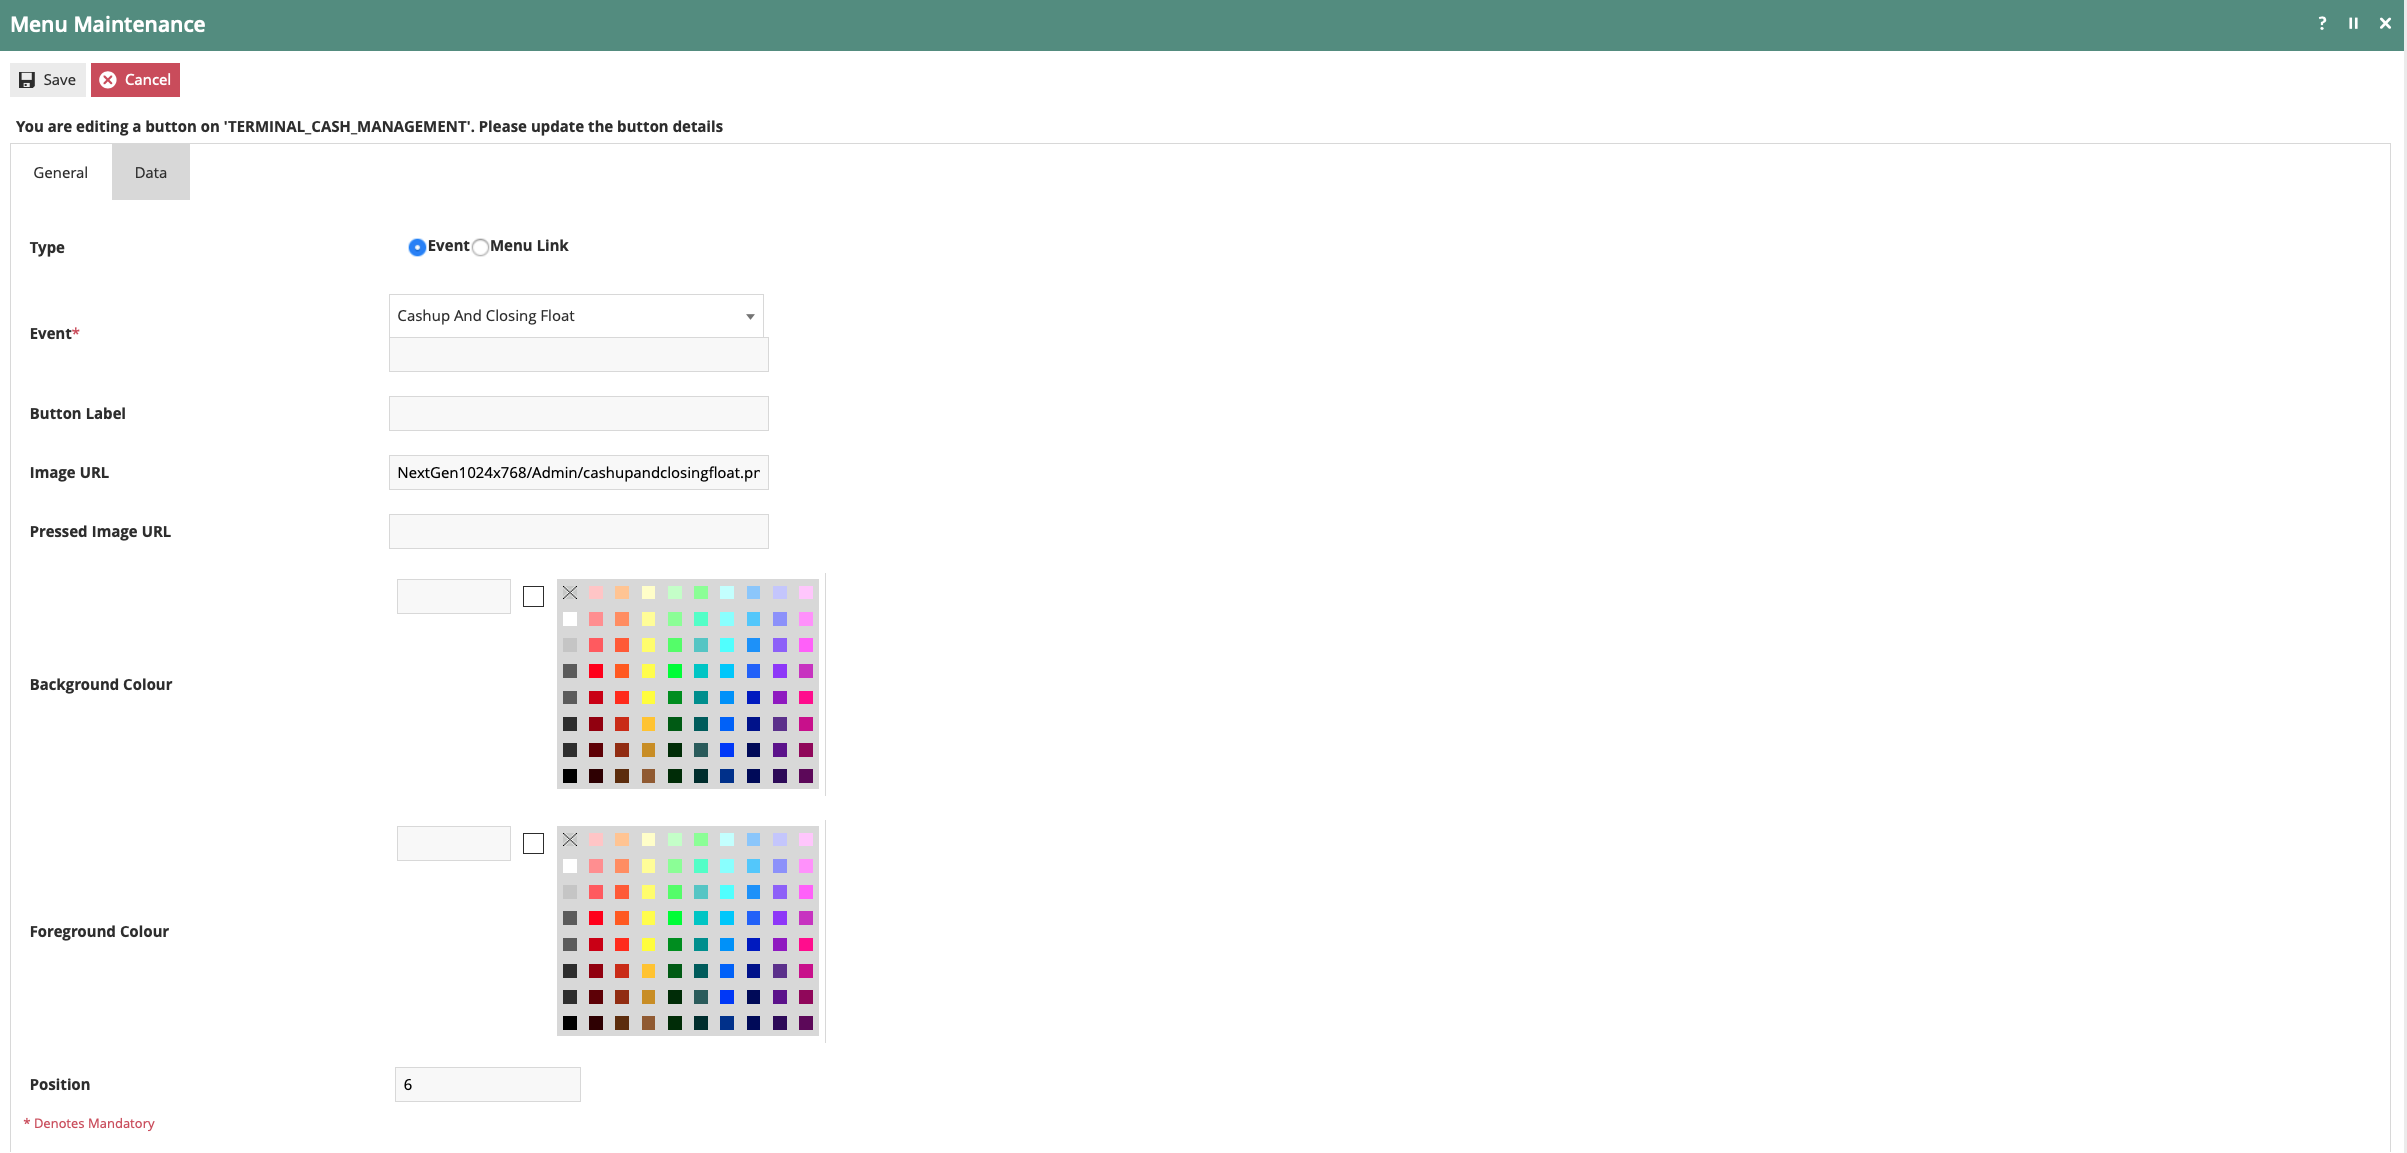 Menu Maintenance
?
Save Cancel
You are editing a button on 'TERMINAL_CASH_MANAGEMENT'. Please update the button details
General Data
Type Event Menu Link
Event* Cashup And Closing Float
Button Label
Image URL NextGen1024x768/Admin/cashupandclosingfloat.pr
Pressed Image URL
Background Colour
Foreground Colour
Position 6
* Denotes Mandatory